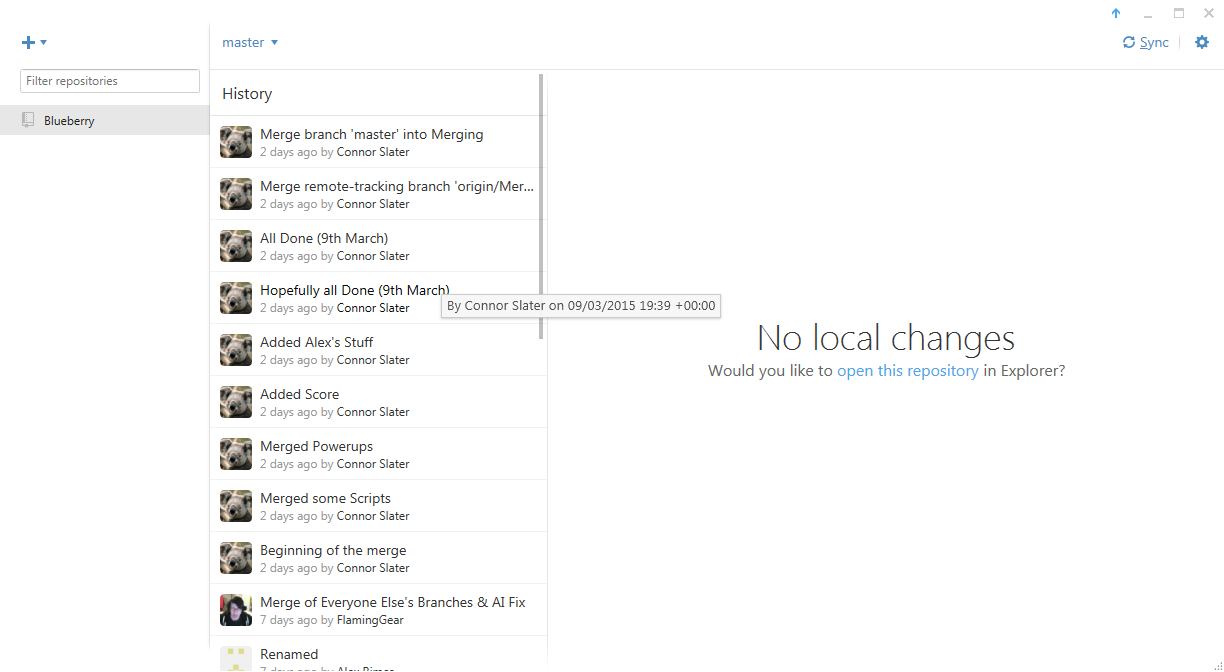 master
Sync
Filter repositories
Blueberry
History
Merge branch 'master' into Merging
2 days ago by Connor Slater
Merge remote-tracking branch 'origin/Mer...
2 days ago by Connor Slater
All Done (9th March)
2 days ago by Connor Slater
Hopefully all Done (9th March)
2 days ago by Connor Slater
By Connor Slater on 09/03/2015 19:39 +00:00
Added Alex's Stuff
2 days ago by Connor Slater
Added Score
2 days ago by Connor Slater
Merged Powerups
2 days ago by Connor Slater
Merged some Scripts
2 days ago by Connor Slater
Beginning of the merge
2 days ago by Connor Slater
Merge of Everyone Else's Branches & AI Fix
7 days ago by FlamingGear
Renamed
7 days ago by Alex
No local changes
Would you like to open this repository in Explorer?